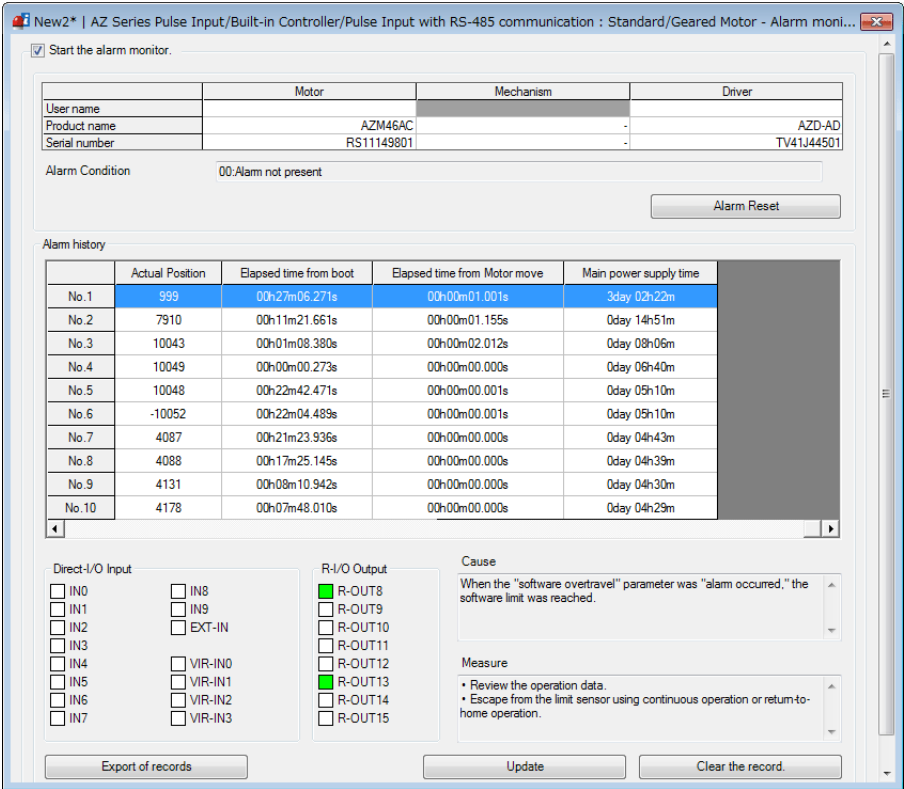 New2* | AZ Series Pulse Input/Built-in Controller/Pulse Input with RS-485 communication : Standard/Geared Motor - Alarm moni...
Start the alarm monitor.
Motor Mechanism Driver
User name
Product name AZM46AC - AZD-AD
Serial number RS11149801 - TV41J44501
Alarm Condition 00:Alarm not present
Alarm Reset
Alarm history
Actual Position Elapsed time from boot Elapsed time from Motor move Main power supply time
No.1 999 00h27m06.271s 00h00m01.001s 3day 02h22m
No.2 7910 00h11m21.661s 00h00m01.155s 0day 14h51m
No.3 10043 00h01m08.380s 00h00m02.012s 0day 08h06m
No.4 10049 00h00m00.273s 00h00m00.000s 0day 06h40m
No.5 10048 00h22m42.471s 00h00m00.001s 0day 05h10m
No.6 -10052 00h22m04.489s 00h00m00.001s 0day 05h10m
No.7 4087 00h21m23.936s 00h00m00.000s 0day 04h43m
No.8 4088 00h17m25.145s 00h00m00.000s 0day 04h39m
No.9 4131 00h08m10.942s 00h00m00.000s 0day 04h30m
No.10 4178 00h07m48.010s 00h00m00.000s 0day 04h29m
Direct-I/O Input
IN0 IN8
IN1 IN9
IN2 EXT-IN
IN3
IN4 VIR-IN0
IN5 VIR-IN1
IN6 VIR-IN2
IN7 VIR-IN3
R-I/O Output
R-OUT8
R-OUT9
R-OUT10
R-OUT11
R-OUT12
R-OUT13
R-OUT14
R-OUT15
Cause
When the "software overtravel" parameter was "alarm occurred," the
software limit was reached.
Measure
• Review the operation data.
• Escape from the limit sensor using continuous operation or return-to-
home operation.
Export of records Update Clear the record.